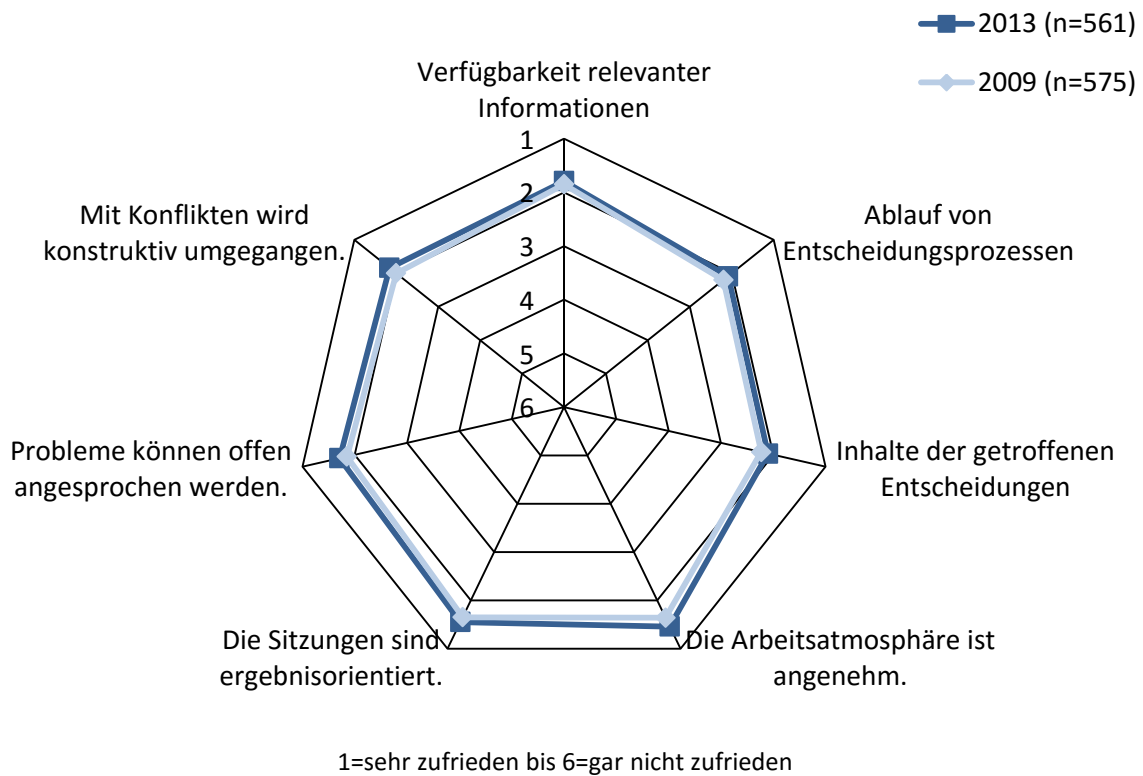 2013 (n=561)
2009 (n=575)
Verfügbarkeit relevanter
Informationen
Ablauf von
Entscheidungsprozessen
Inhalte der getroffenen
Entscheidungen
Die Arbeitsatmosphäre ist
angenehm.
Die Sitzungen sind
ergebnisorientiert.
Probleme können offen
angesprochen werden.
Mit Konflikten wird
konstruktiv umgegangen.
1
2
3
4
5
6
1=sehr zufrieden bis 6=gar nicht zufrieden